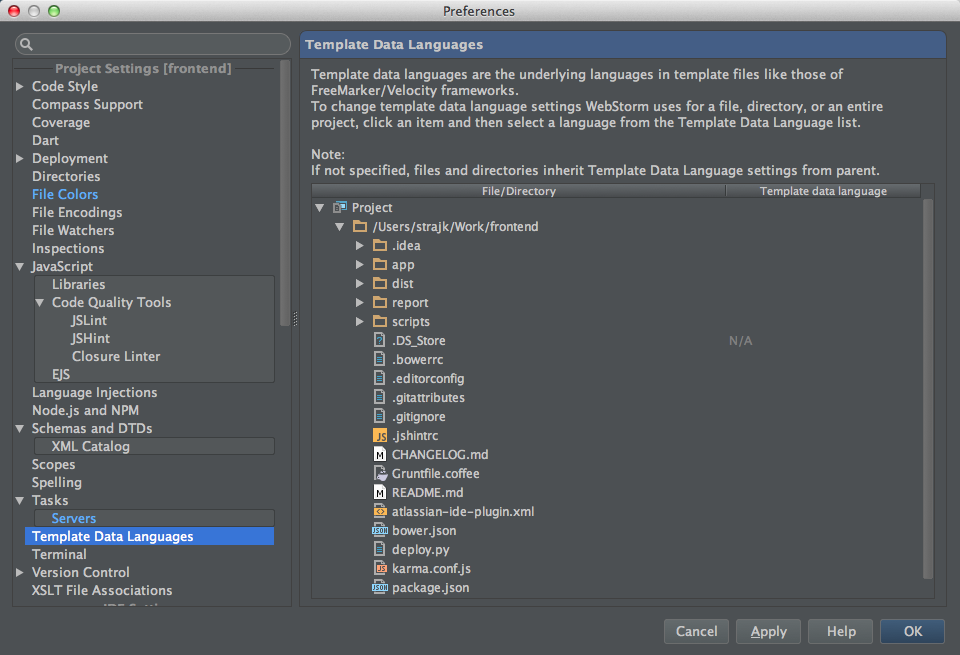 Preferences
Project Settings [frontend]
Code Style
Compass Support
Coverage
Dart
Deployment
Directories
File Colors
File Encodings
File Watchers
Inspections
JavaScript
Libraries
Code Quality Tools
JSLint
JSHint
Closure Linter
EJS
Language Injections
Node.js and NPM
Schemas and DTDs
XML Catalog
Scopes
Spelling
Tasks
Servers
Template Data Languages
Terminal
Version Control
XSLT File Associations
Template Data Languages
Template data languages are the underlying languages in template files like those of
FreeMarker/Velocity frameworks.
To change template data language settings WebStorm uses for a file, directory, or an entire
project, click an item and then select a language from the Template Data Language list.
Note:
If not specified, files and directories inherit Template Data Language settings from parent.
File/Directory Template data language
Project
/Users/strajk/Work/frontend
.idea
app
dist
report
scripts
.DS_Store N/A
.bowerrc
.editorconfig
.gitattributes
.gitignore
.jshintrc
CHANGELOG.md
Gruntfile.coffee
README.md
atlassian-ide-plugin.xml
bower.json
deploy.py
karma.conf.js
package.json
Cancel Apply Help OK